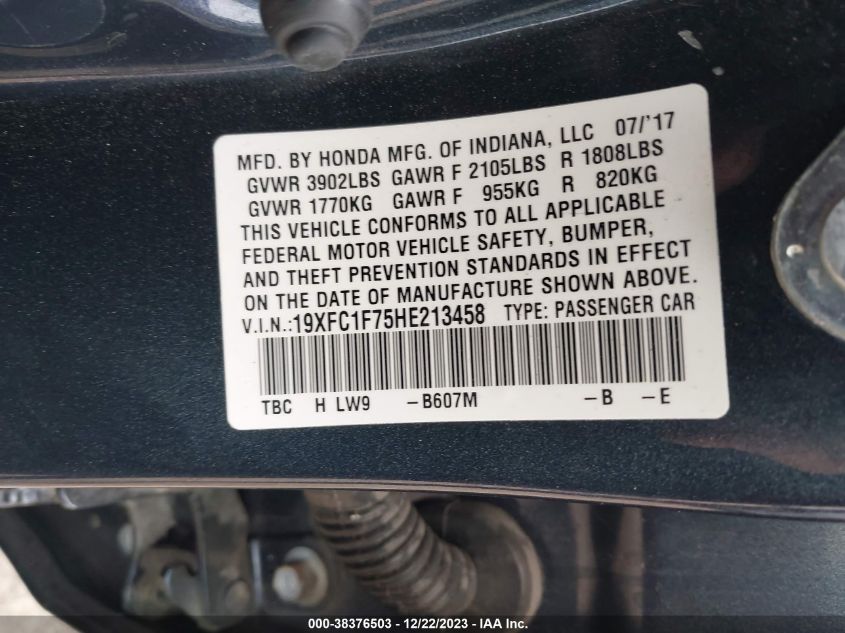 MFD. BY HONDA MFG. OF INDIANA, LLC 07/'17
GVWR 3902LBS GAWR F 2105LBS R 1808LBS
GVWR 1770KG GAWR F 955KG R 820KG
THIS VEHICLE CONFORMS TO ALL APPLICABLE
FEDERAL MOTOR VEHICLE SAFETY, BUMPER,
AND THEFT PREVENTION STANDARDS IN EFFECT
ON THE DATE OF MANUFACTURE SHOWN ABOVE.
V.I.N.:19XFC1F75HE213458 TYPE: PASSENGER CAR
TBC H LW9 -B607M -B -E
000-38376503 - 12/22/2023 - IAA Inc.